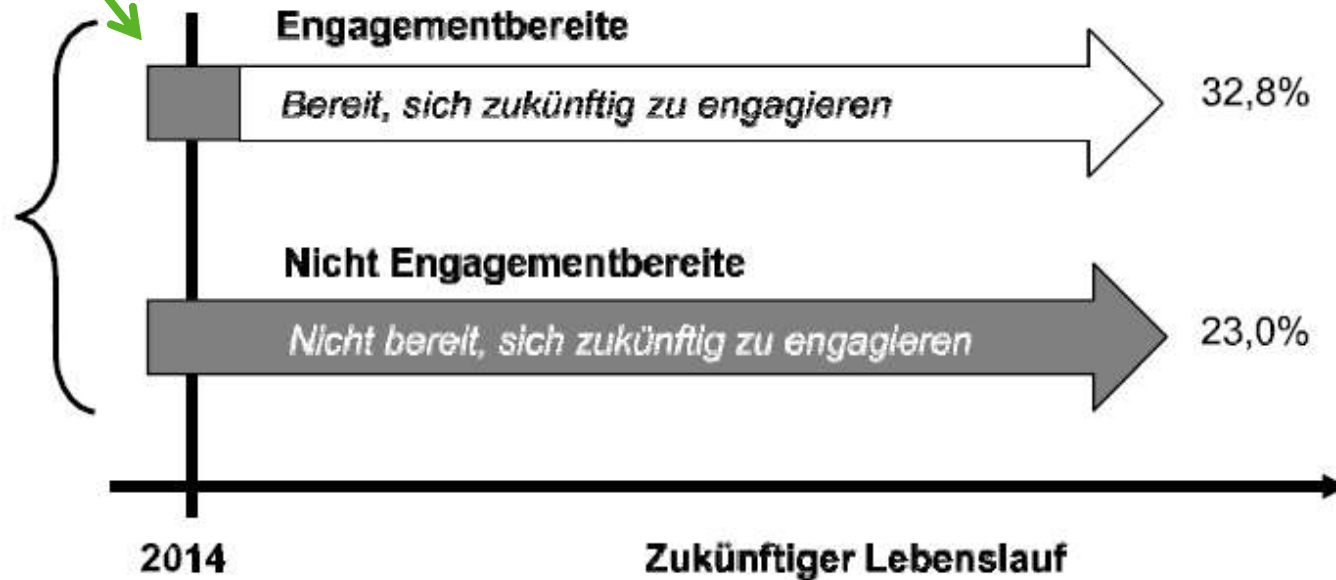 Engagementbereite
Bereit, sich zukünftig zu engagieren
32,8%
Nicht Engagementbereite
Nicht bereit, sich zukünftig zu engagieren
23,0%
2014
Zukünftiger Lebenslauf